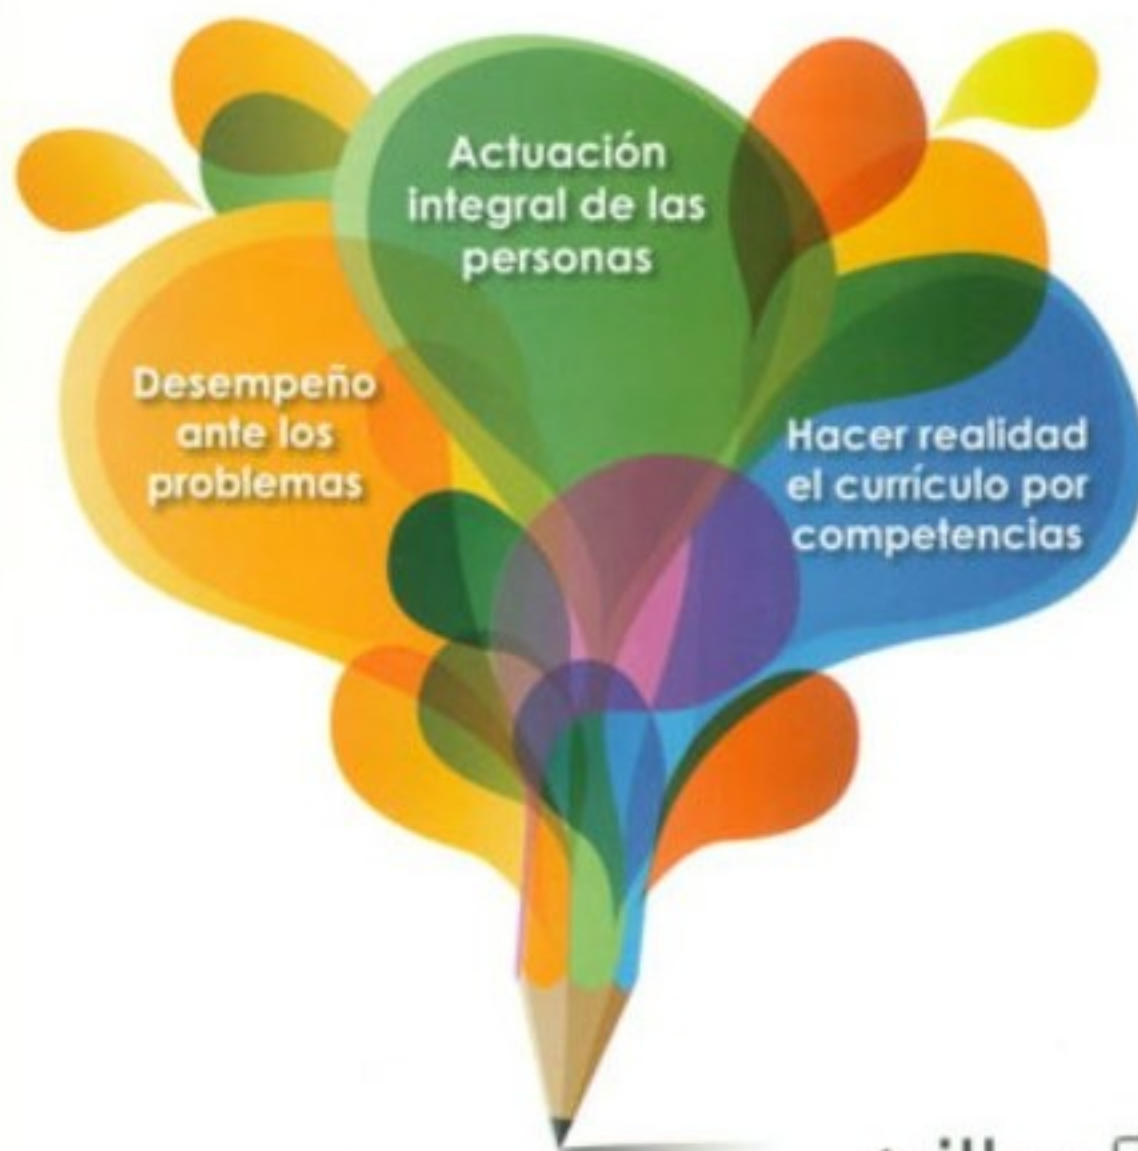 Actuación
integral de las
personas
Desempeño
ante los
problemas
Hacer realidad
el currículo por
competencias